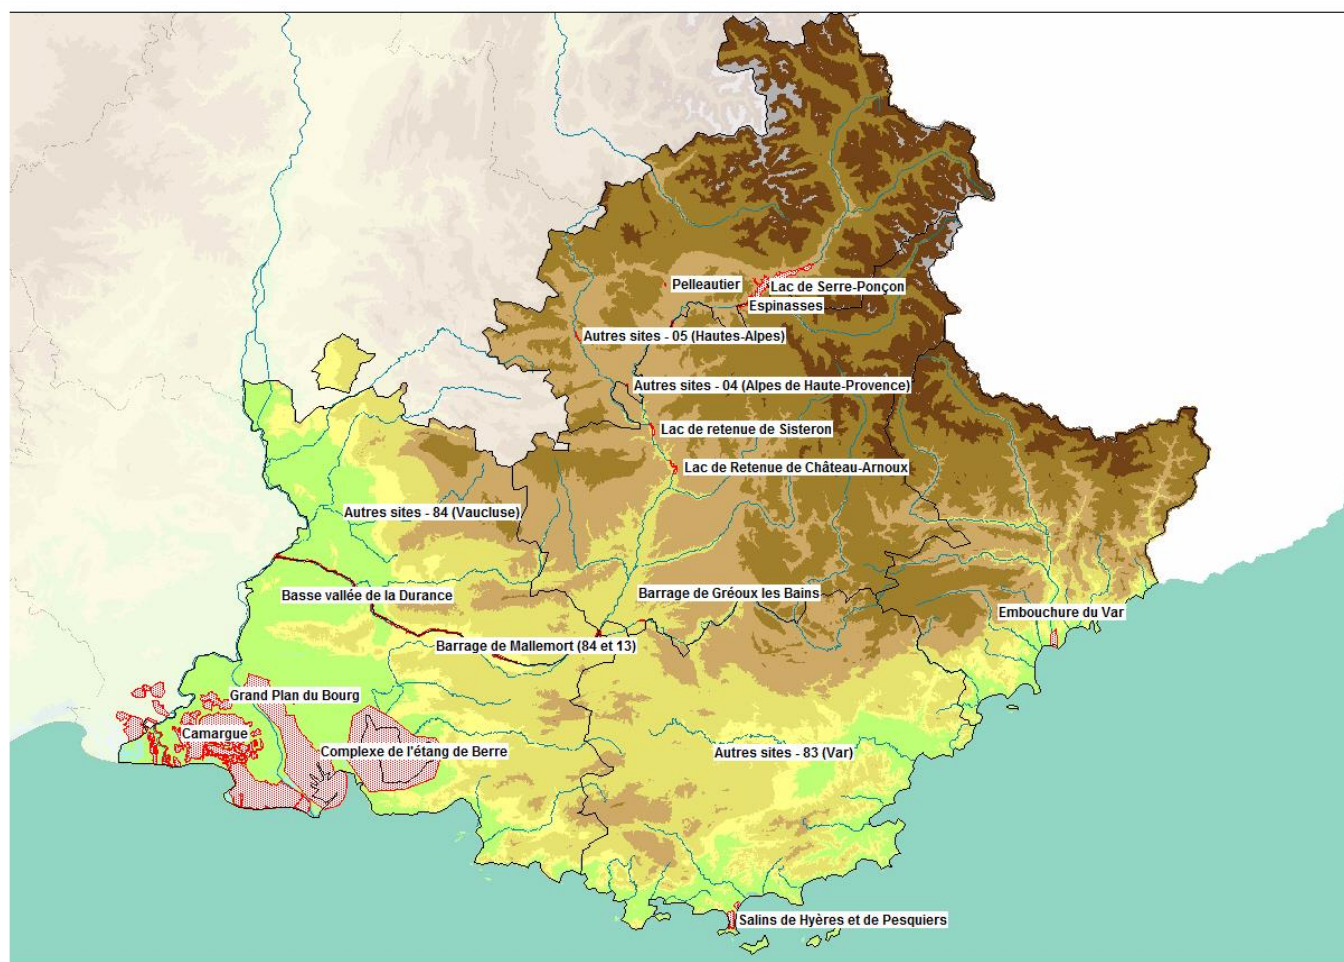 Pelleautier
Lac de Serre-Ponçon
Espinasses
Autres sites - 05 (Hautes-Alpes)
Autres sites - 04 (Alpes de Haute-Provence)
Lac de retenue de Sisteron
Lac de Retenue de Château-Arnoux
Autres sites - 84 (Vaucluse)
Basse vallée de la Durance
Barrage de Gréoux les Bains
Embouchure du Var
Barrage de Mallemort (84 et 13)
Grand Plan du Bourg
Camargue
Complexe de l'étang de Berre
Autres sites - 83 (Var)
Salins de Hyères et de Pesquiers